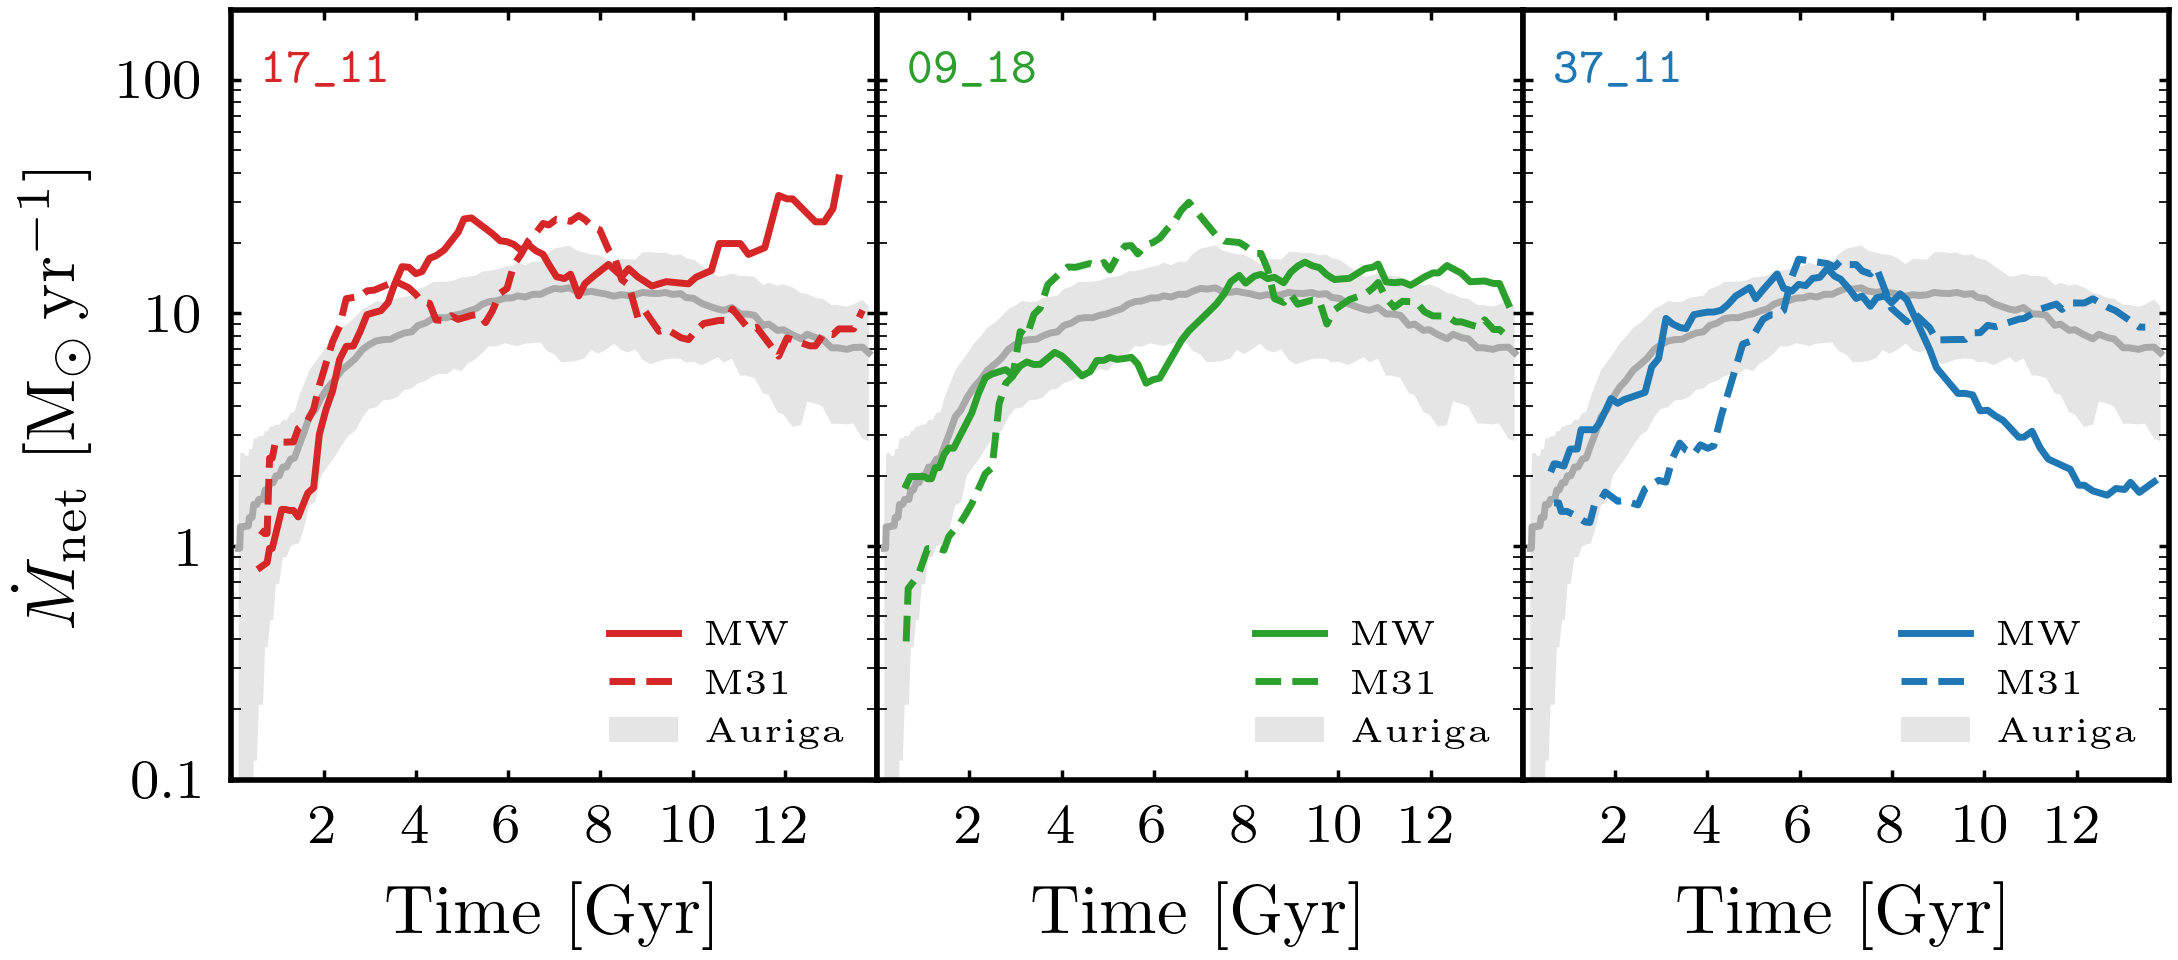 17_11 09_18 37_11
100
10
1
0.1
Ṁnet [M⊙ yr−1]
MW MW MW
M31 M31 M31
Auriga Auriga Auriga
2 4 6 8 10 12 2 4 6 8 10 12 2 4 6 8 10 12
Time [Gyr] Time [Gyr] Time [Gyr]